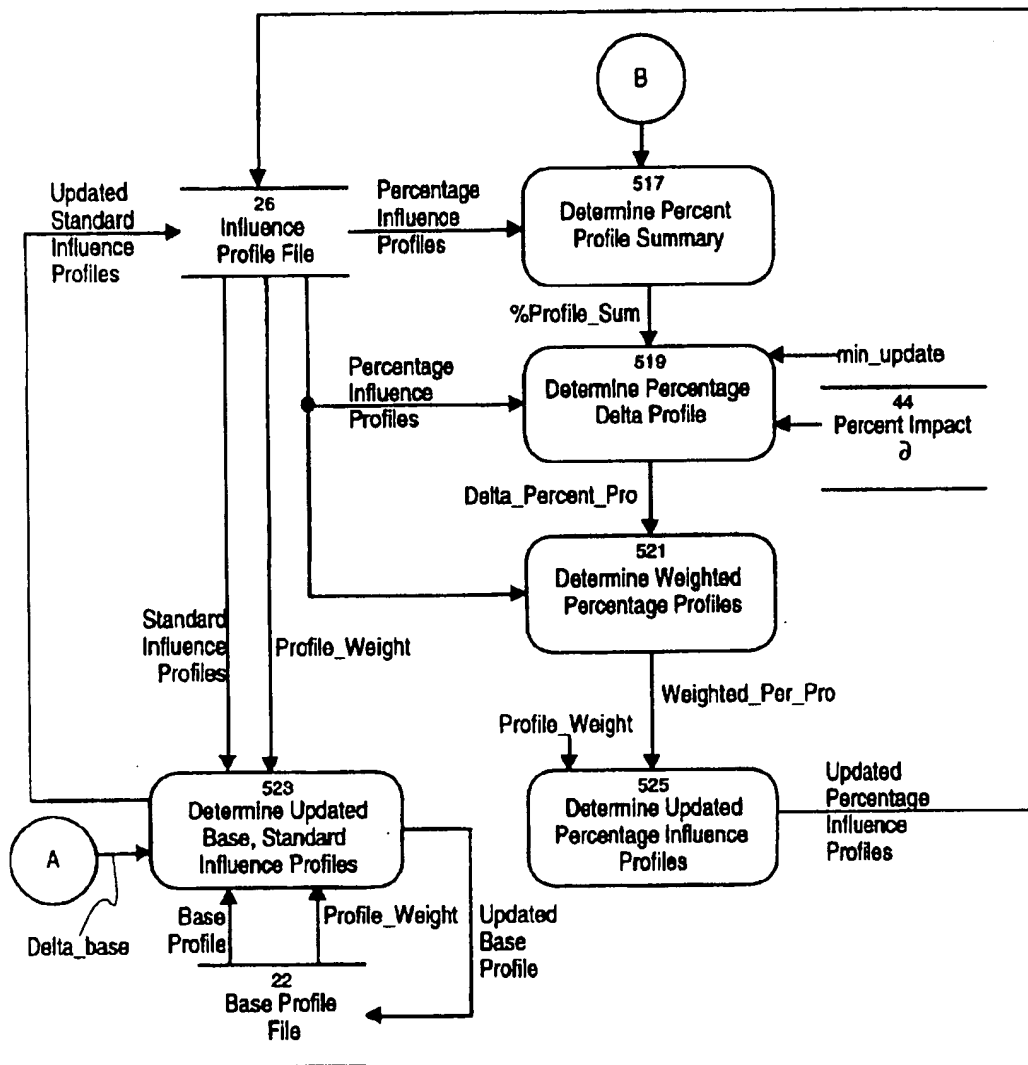 B
Updated
Standard
Influence
Profiles
26
Influence
Profile File
Percentage
Influence
Profiles
517
Determine Percent
Profile Summary
%Profile_Sum
Percentage
Influence
Profiles
519
Determine Percentage
Delta Profile
min_update
44
Percent Impact
∂
Delta_Percent_Pro
521
Determine Weighted
Percentage Profiles
Standard
Influence
Profiles
Profile_Weight
Weighted_Per_Pro
Profile_Weight
523
Determine Updated
Base, Standard
Influence Profiles
525
Determine Updated
Percentage Influence
Profiles
Updated
Percentage
Influence
Profiles
A
Delta_base
Base
Profile
Profile_Weight
Updated
Base
Profile
22
Base Profile
File